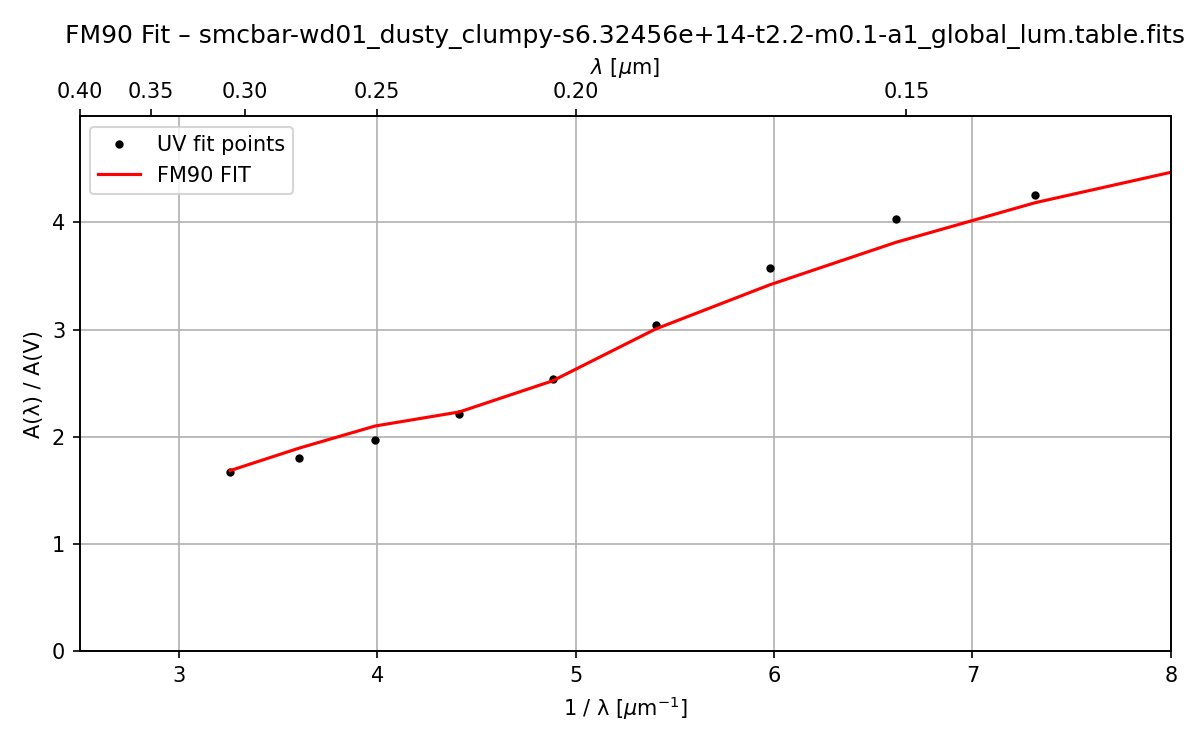 FM90 Fit – smcbar-wd01_dusty_clumpy-s6.32456e+14-t2.2-m0.1-a1_global_lum.table.fits
λ [μm]
0.40 0.35 0.30 0.25 0.20 0.15
UV fit points
FM90 FIT
A(λ) / A(V)
4
3
2
1
0
3 4 5 6 7 8
1 / λ [μm⁻¹]